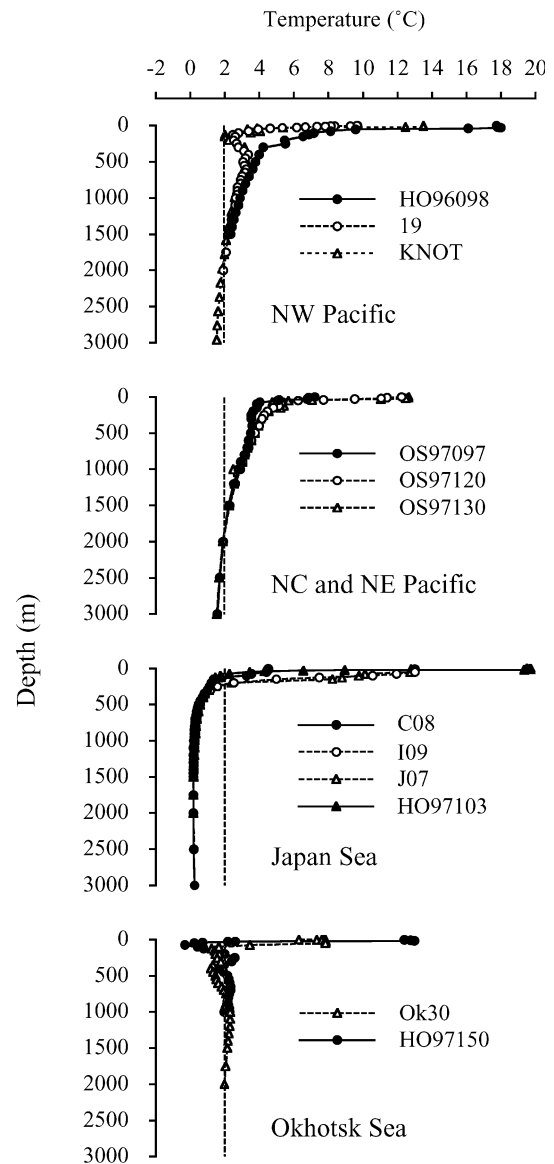 Temperature (˚C)
-2 0 2 4 6 8 10 12 14 16 18 20
0
500
1000
1500
2000
2500
3000
HO96098
19
KNOT
NW Pacific
0
500
1000
1500
2000
2500
3000
OS97097
OS97120
OS97130
NC and NE Pacific
Depth (m)
0
500
1000
1500
2000
2500
3000
C08
I09
J07
HO97103
Japan Sea
0
500
1000
1500
2000
2500
3000
Ok30
HO97150
Okhotsk Sea